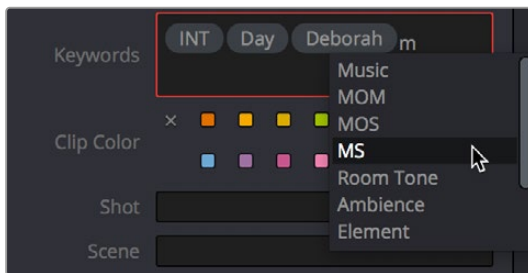 Keywords INT Day Deborah m
Music
MOM
Clip Color MOS
MS
Room Tone
Shot Ambience
Element
Scene